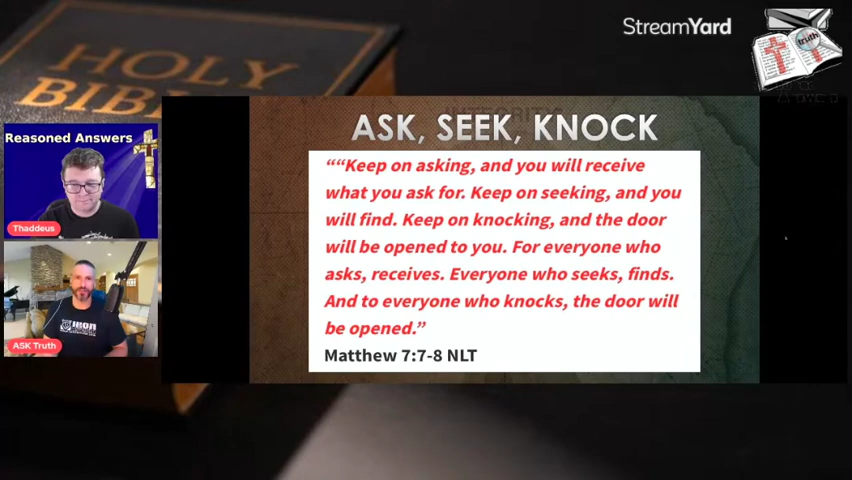 StreamYard
truth
HOLY
BIB
Reasoned Answers
Thaddeus
ASK Truth
ASK, SEEK, KNOCK
““Keep on asking, and you will receive
what you ask for. Keep on seeking, and you
will find. Keep on knocking, and the door
will be opened to you. For everyone who
asks, receives. Everyone who seeks, finds.
And to everyone who knocks, the door will
be opened.”
Matthew 7:7-8 NLT